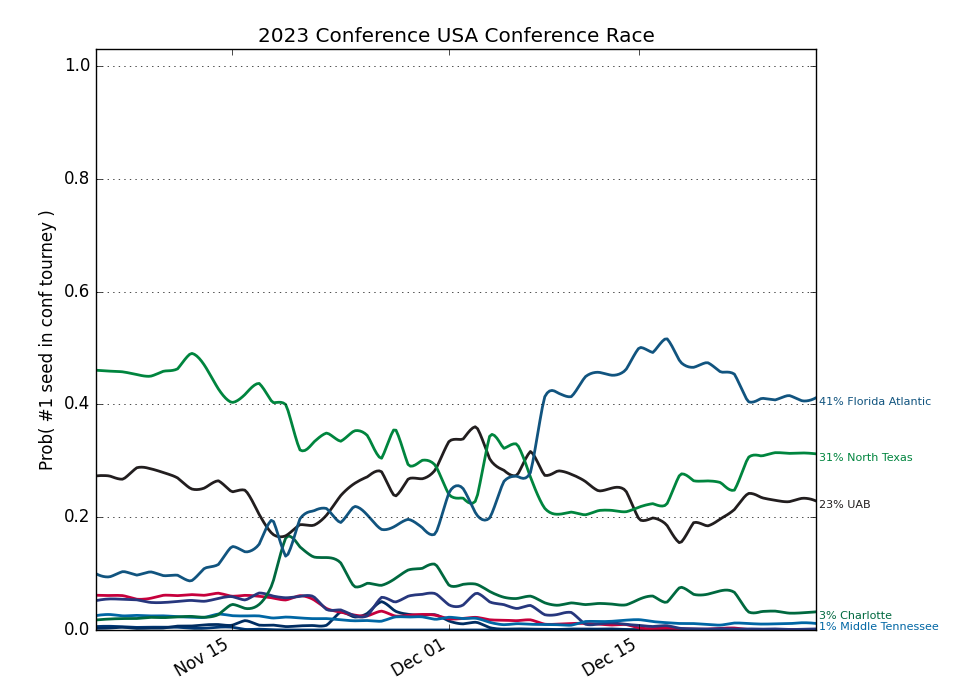 2023 Conference USA Conference Race
Prob( #1 seed in conf tourney )
1.0
0.8
0.6
0.4
0.2
0.0
Nov 15
Dec 01
Dec 15
41% Florida Atlantic
31% North Texas
23% UAB
3% Charlotte
1% Middle Tennessee